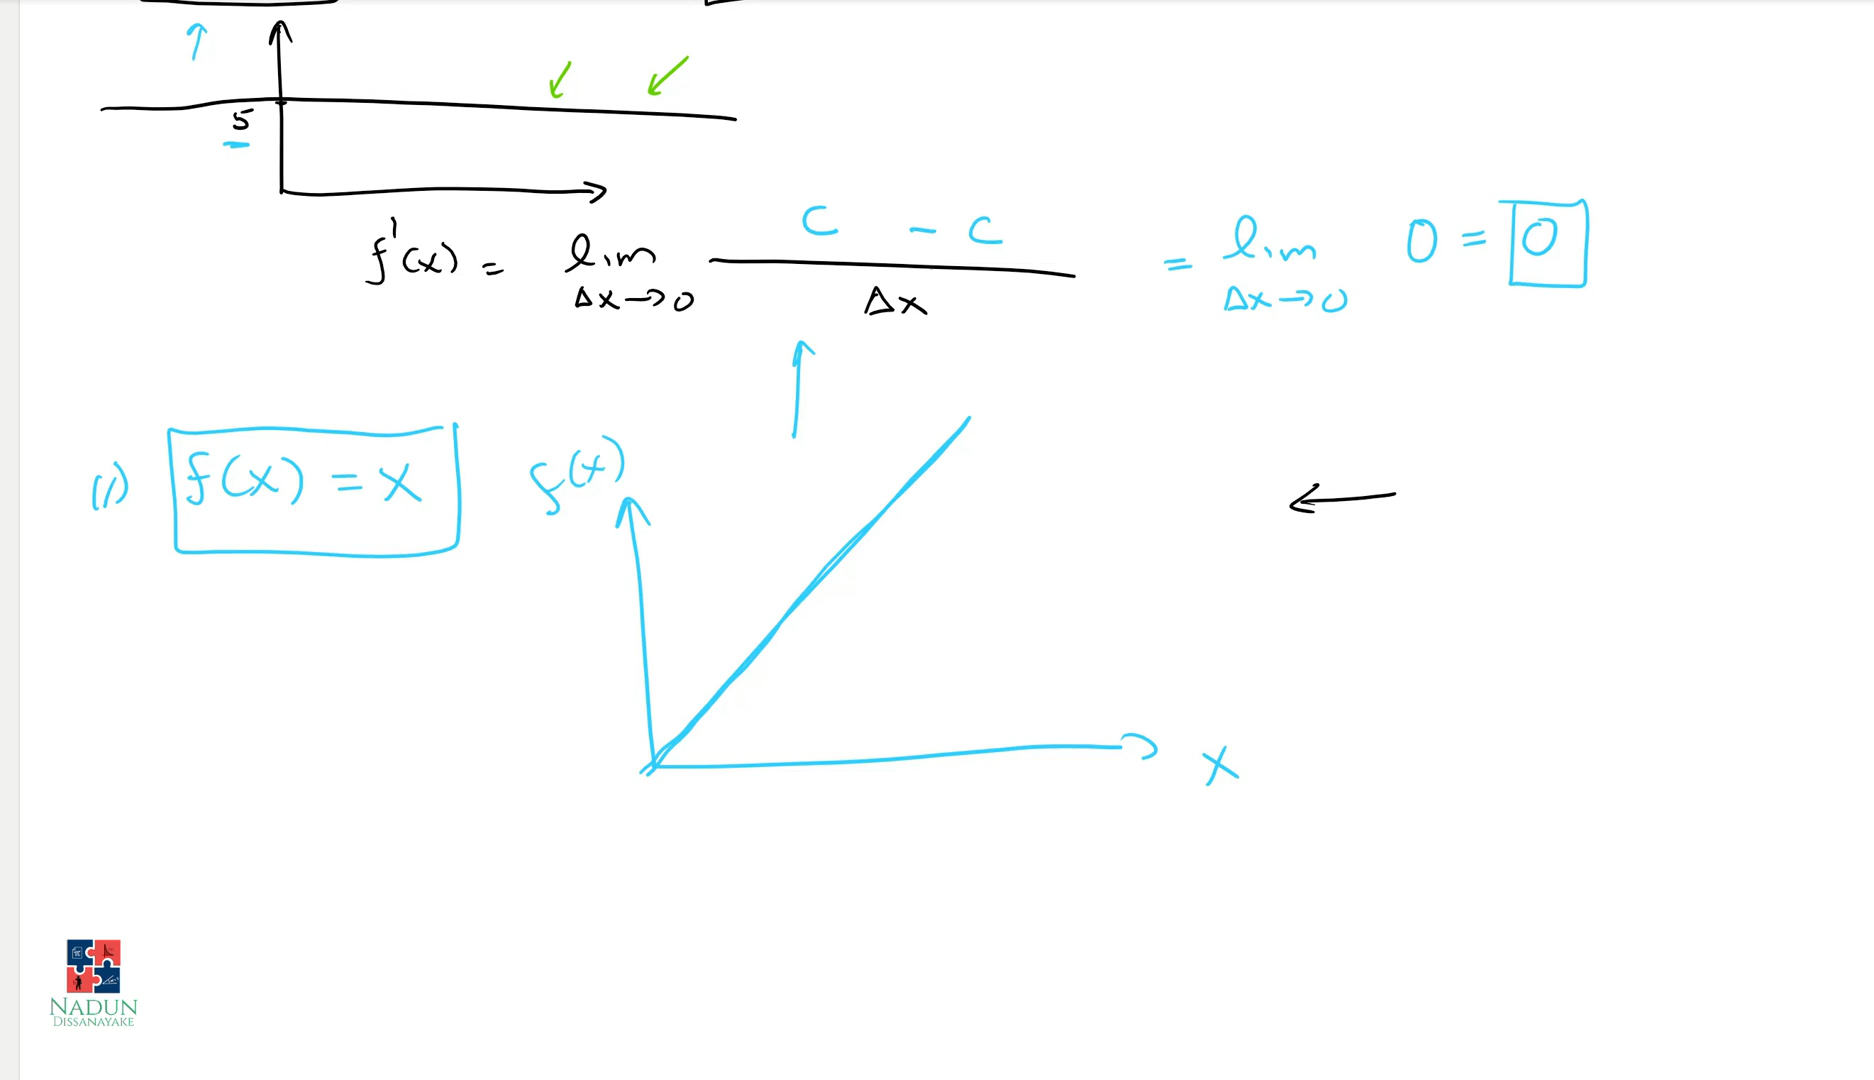 5
f'(x) = lim Δx→0 C - C / Δx = lim Δx→0 0 = 0
(1) f(x) = x
f(x)
x
NADUN
DISSANAYAKE